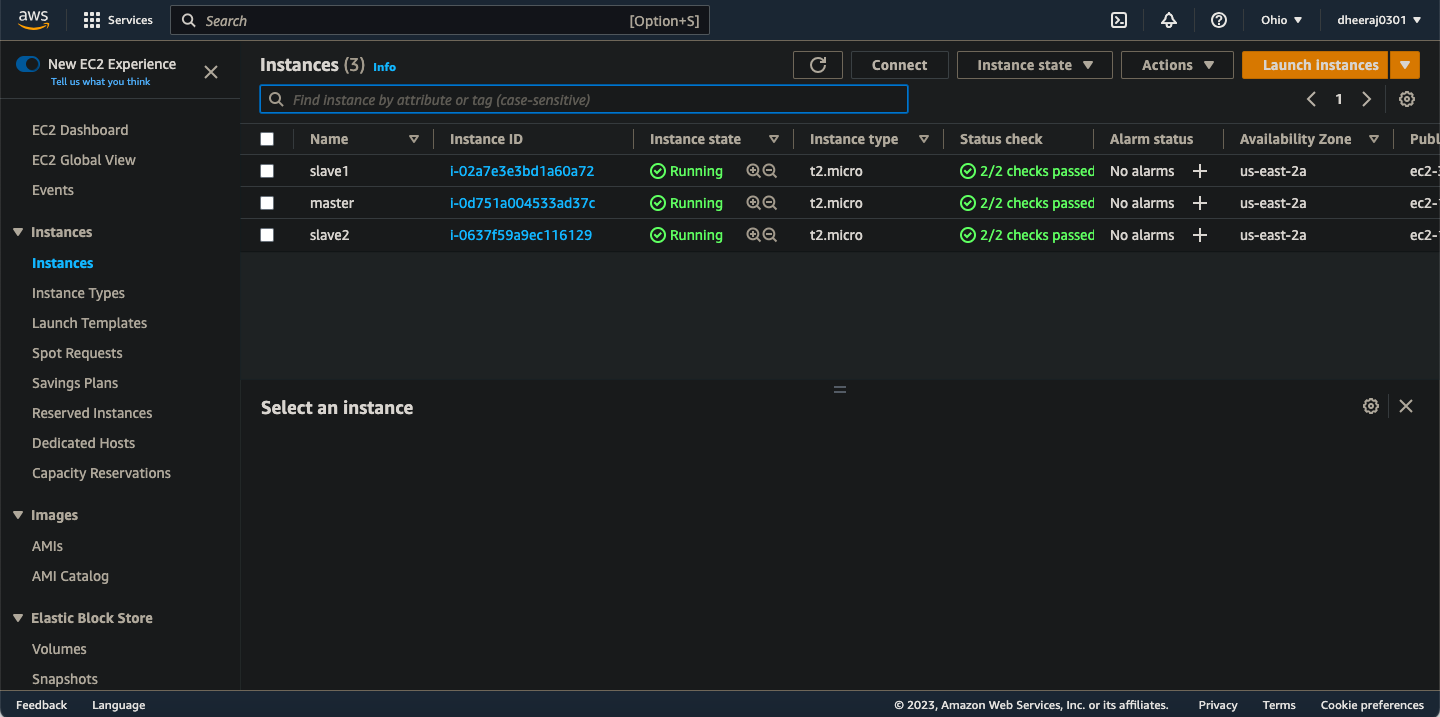 aws Services Search [Option+S] Ohio dheeraj0301
New EC2 Experience
Tell us what you think
EC2 Dashboard
EC2 Global View
Events
Instances
Instances
Instance Types
Launch Templates
Spot Requests
Savings Plans
Reserved Instances
Dedicated Hosts
Capacity Reservations
Images
AMIs
AMI Catalog
Elastic Block Store
Volumes
Snapshots
Instances (3) Info Connect Instance state Actions Launch instances
Find instance by attribute or tag (case-sensitive) 1
Name Instance ID Instance state Instance type Status check Alarm status Availability Zone Publ
slave1 i-02a7e3e3bd1a60a72 Running t2.micro 2/2 checks passed No alarms us-east-2a ec2-
master i-0d751a004533ad37c Running t2.micro 2/2 checks passed No alarms us-east-2a ec2-
slave2 i-0637f59a9ec116129 Running t2.micro 2/2 checks passed No alarms us-east-2a ec2-
Select an instance
Feedback Language © 2023, Amazon Web Services, Inc. or its affiliates. Privacy Terms Cookie preferences